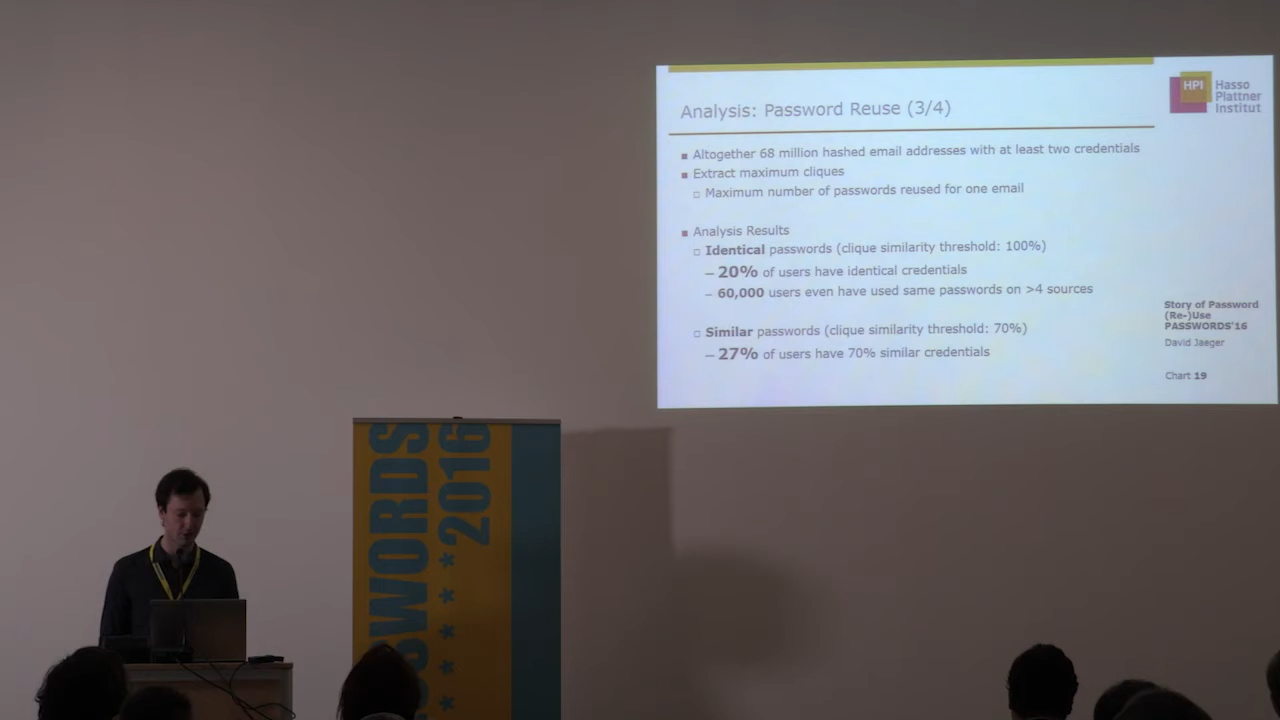 HPI Hasso
Plattner
Institut
Analysis: Password Reuse (3/4)
Altogether 68 million hashed email addresses with at least two credentials
Extract maximum cliques
Maximum number of passwords reused for one email
Analysis Results
Identical passwords (clique similarity threshold: 100%)
– 20% of users have identical credentials
– 60,000 users even have used same passwords on >4 sources
Similar passwords (clique similarity threshold: 70%)
– 27% of users have 70% similar credentials
Story of Password
(Re-)Use
PASSWORDS'16
David Jaeger
Chart 19
SWORDS
2016